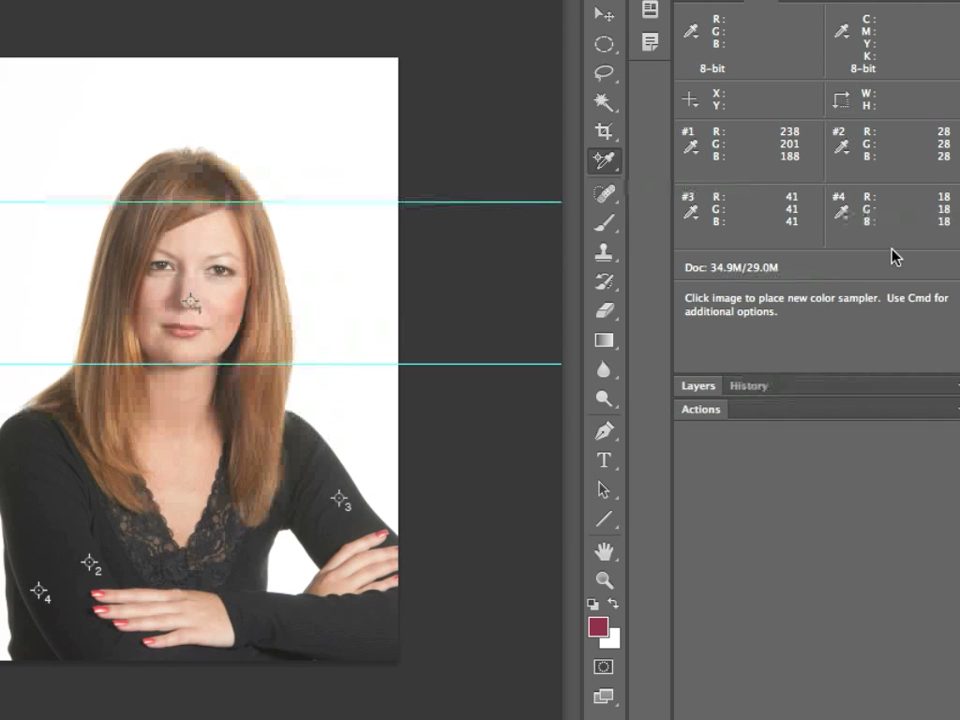 R: C:
G: M:
B: Y:
K:
8-bit 8-bit
X: W:
Y: H:
#1 R: 238 #2 R: 28
G: 201 G: 28
B: 188 B: 28
#3 R: 41 #4 R: 18
G: 41 G: 18
B: 41 B: 18
Doc: 34.9M/29.0M
Click image to place new color sampler. Use Cmd for
additional options.
Layers History
Actions
1
3
2
4
T